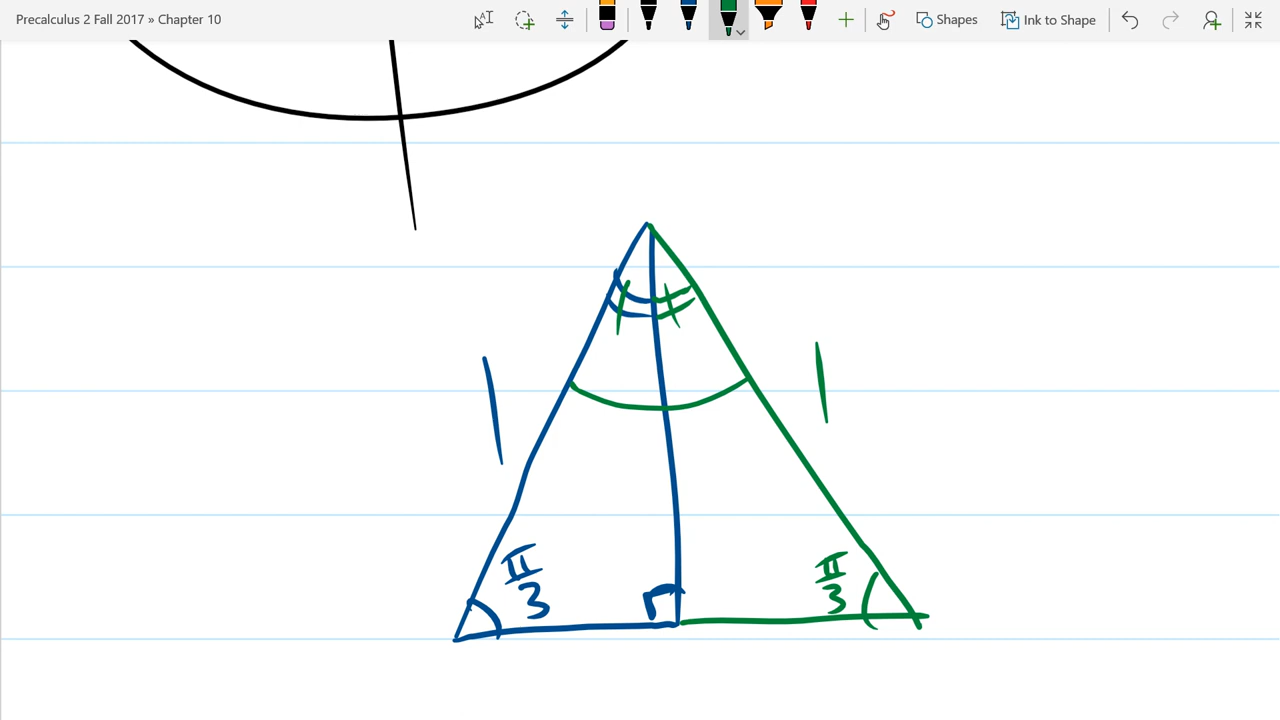 Precalculus 2 Fall 2017 » Chapter 10
Shapes
Ink to Shape
1
1
π/3
π/3